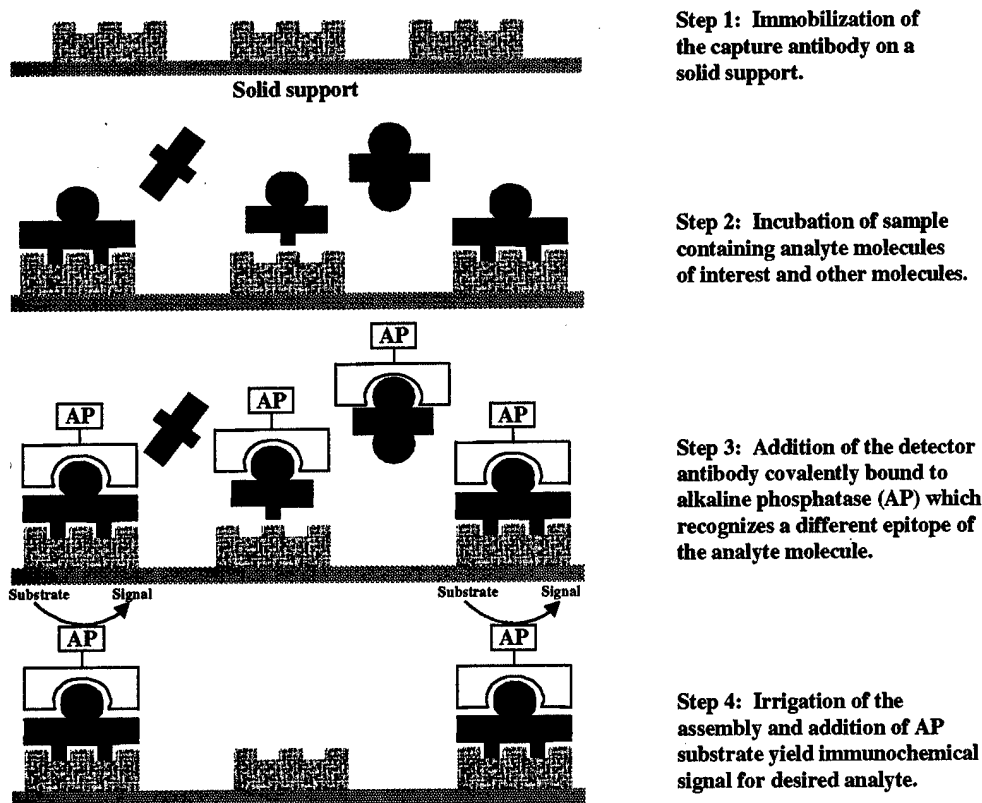 Step 1: Immobilization of
the capture antibody on a
solid support.
Solid support
Step 2: Incubation of sample
containing analyte molecules
of interest and other molecules.
AP
AP
AP
AP
Step 3: Addition of the detector
antibody covalently bound to
alkaline phosphatase (AP) which
recognizes a different epitope of
the analyte molecule.
Substrate Signal
Substrate Signal
AP
AP
Step 4: Irrigation of the
assembly and addition of AP
substrate yield immunochemical
signal for desired analyte.